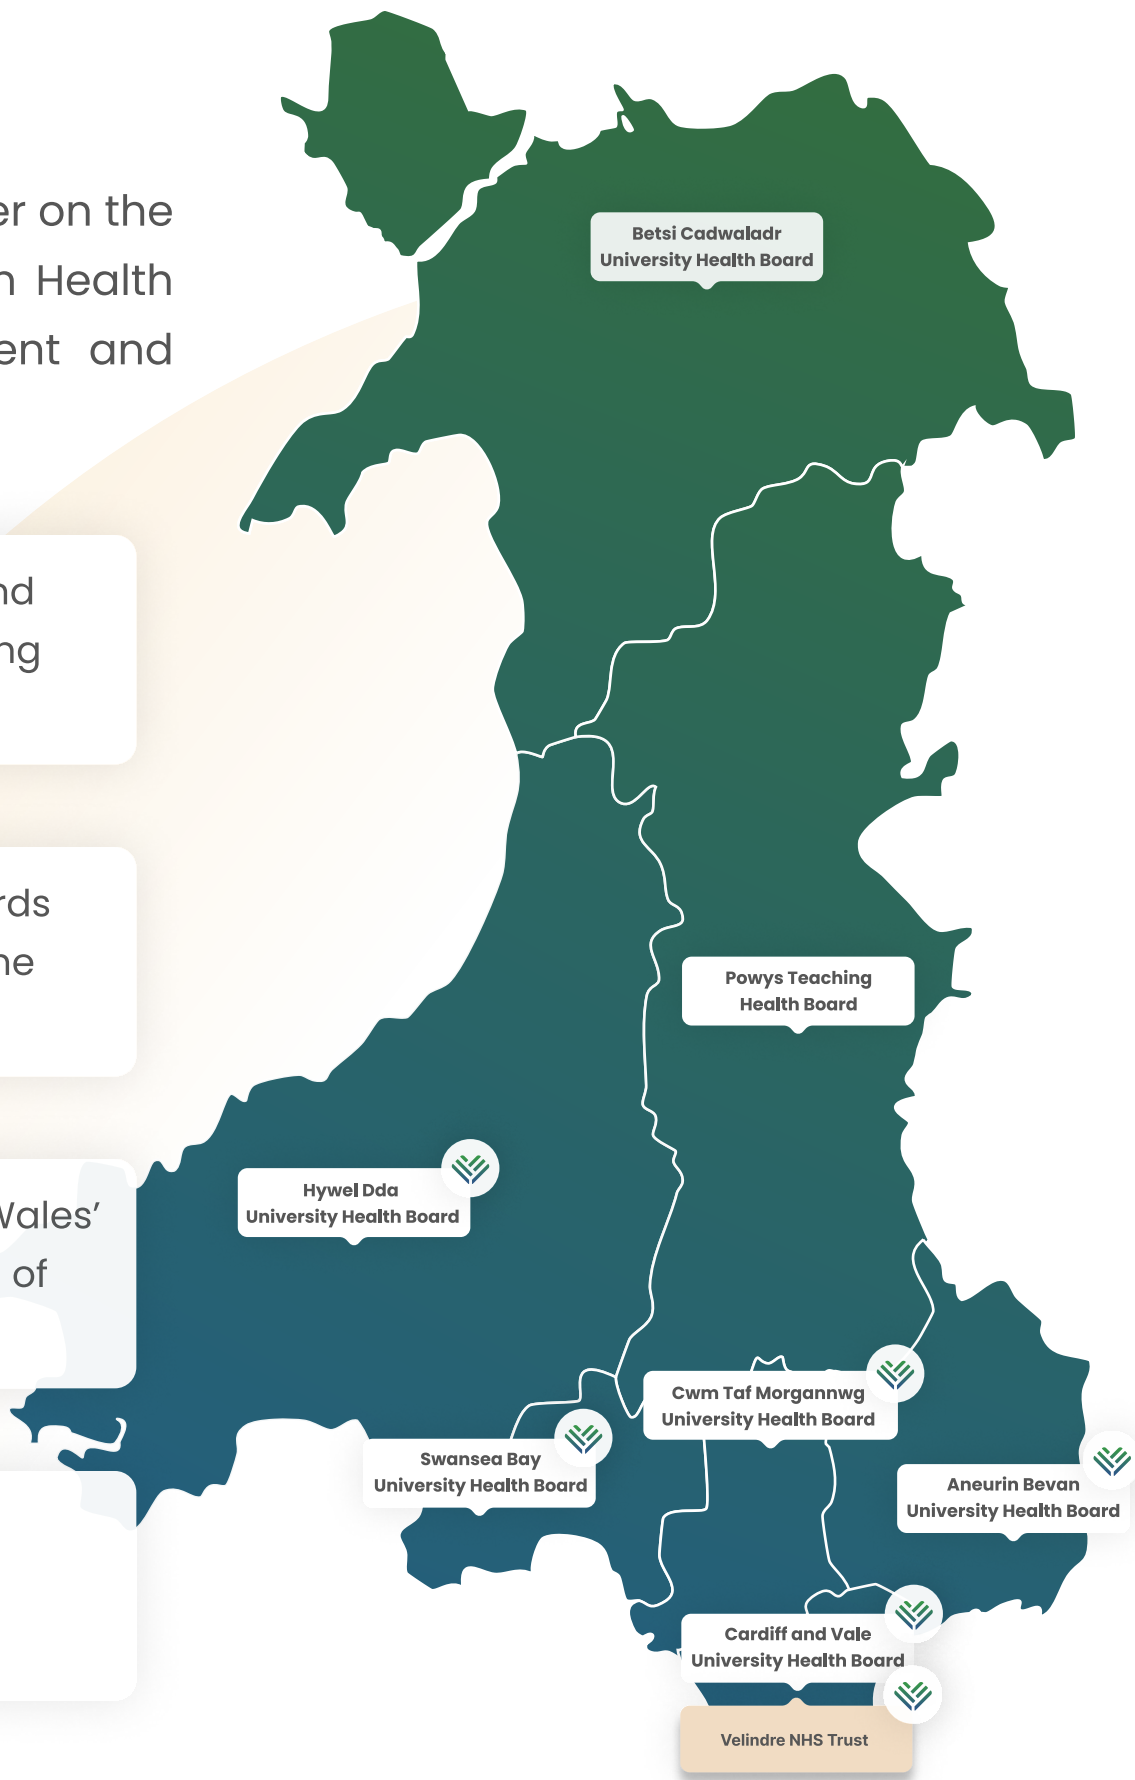 er on the
Health
ent and
Betsi Cadwaladr
University Health Board
nd
ng
rds
ne
Powys Teaching
Health Board
Wales’
of
Hywel Dda
University Health Board
Cwm Taf Morgannwg
University Health Board
Swansea Bay
University Health Board
Aneurin Bevan
University Health Board
Cardiff and Vale
University Health Board
Velindre NHS Trust